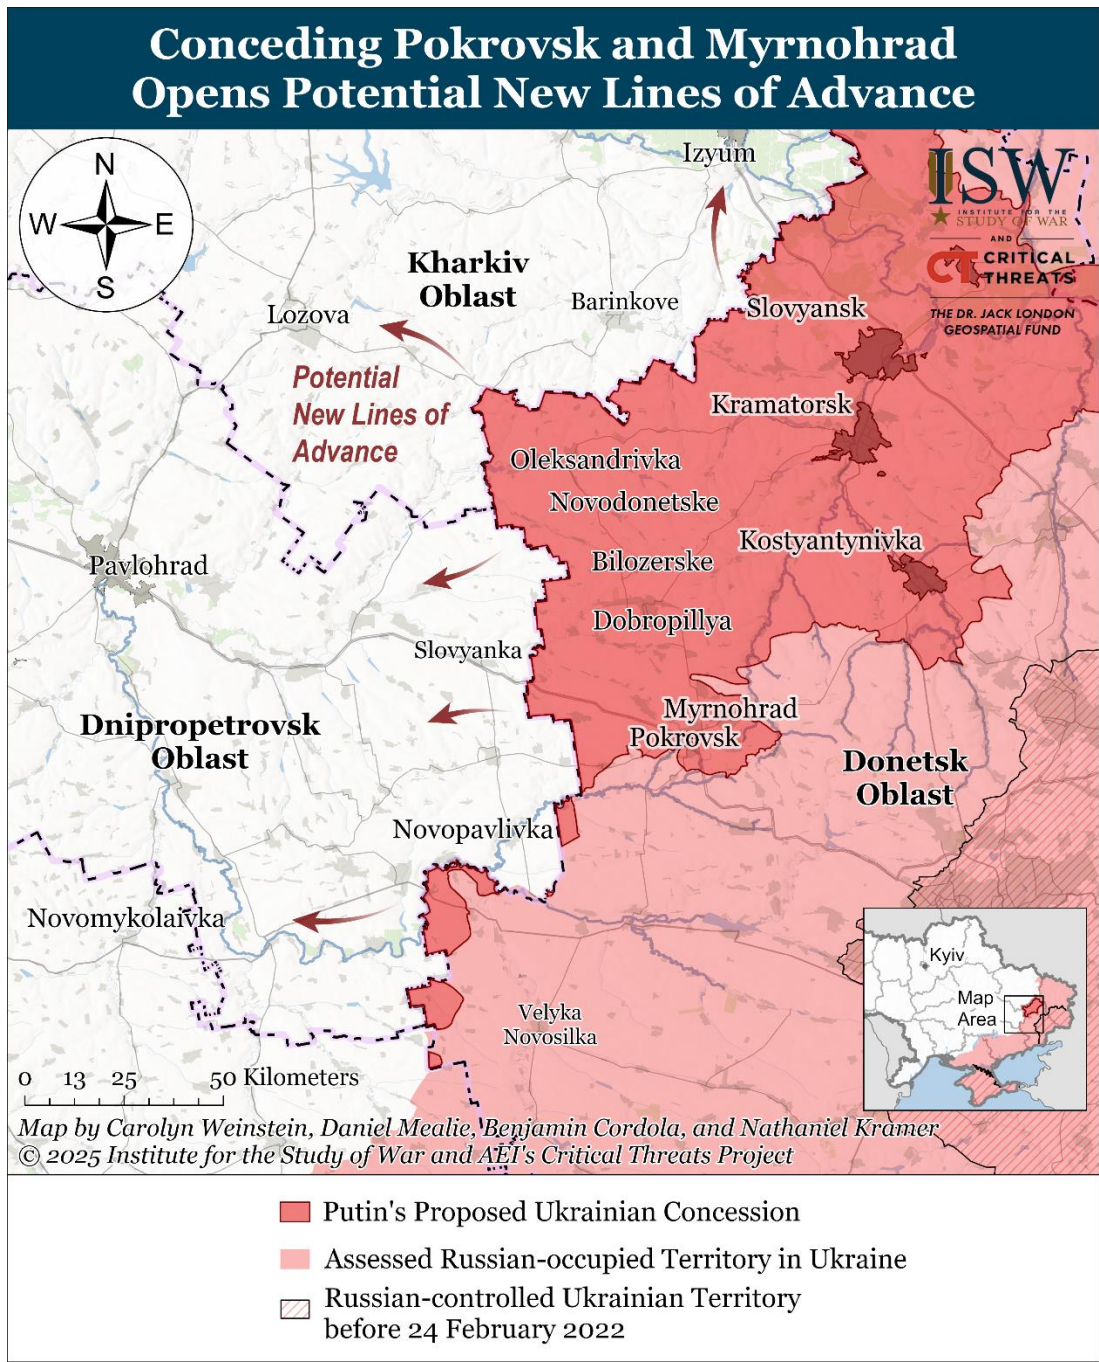 Conceding Pokrovsk and Myrnohrad
Opens Potential New Lines of Advance
N
W
E
S
Izyum
ISW
INSTITUTE FOR THE
STUDY OF WAR
AND
CT CRITICAL
THREATS
THE DR. JACK LONDON
GEOSPATIAL FUND
Kharkiv
Oblast
Lozova
Barinkove
Slovyansk
Potential
New Lines of
Advance
Kramatorsk
Oleksandrivka
Novodonetske
Kostyantynivka
Pavlohrad
Bilozerske
Dobropillya
Slovyanka
Dnipropetrovsk
Oblast
Myrnohrad
Pokrovsk
Donetsk
Oblast
Novopavlivka
Novomykolaivka
Velyka
Novosilka
Kyiv
Map
Area
0 13 25 50 Kilometers
Map by Carolyn Weinstein, Daniel Mealie, Benjamin Cordola, and Nathaniel Kramer
© 2025 Institute for the Study of War and AEI's Critical Threats Project
Putin's Proposed Ukrainian Concession
Assessed Russian-occupied Territory in Ukraine
Russian-controlled Ukrainian Territory
before 24 February 2022